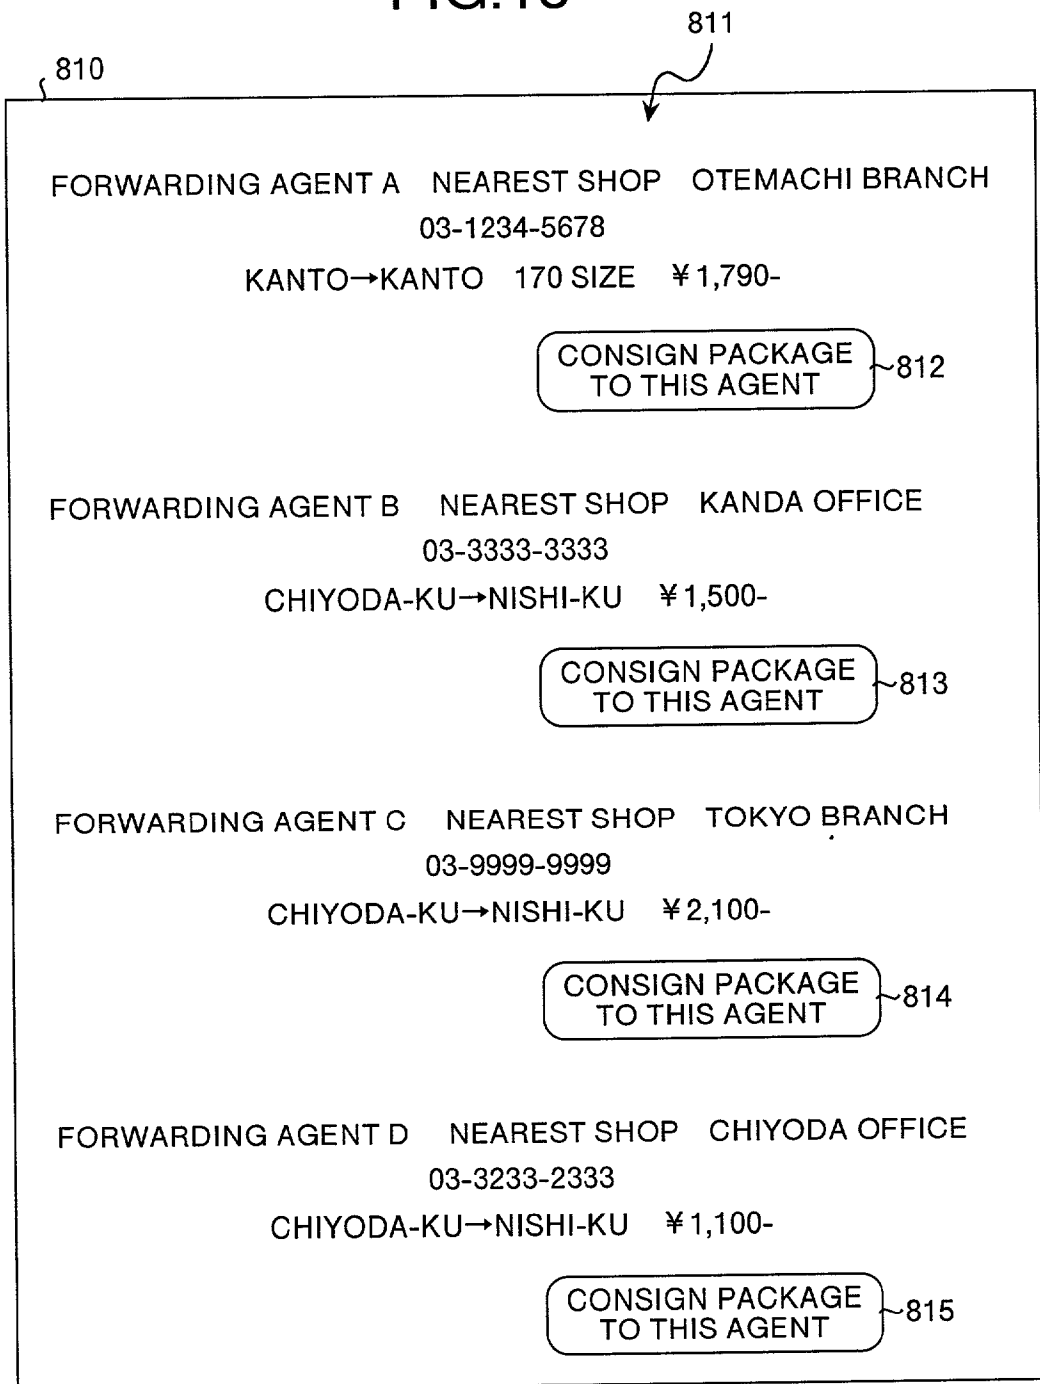 811
810
FORWARDING AGENT A NEAREST SHOP OTEMACHI BRANCH
03-1234-5678
KANTO→KANTO 170 SIZE ¥1,790-
CONSIGN PACKAGE
TO THIS AGENT
812
FORWARDING AGENT B NEAREST SHOP KANDA OFFICE
03-3333-3333
CHIYODA-KU→NISHI-KU ¥1,500-
CONSIGN PACKAGE
TO THIS AGENT
813
FORWARDING AGENT C NEAREST SHOP TOKYO BRANCH
03-9999-9999
CHIYODA-KU→NISHI-KU ¥2,100-
CONSIGN PACKAGE
TO THIS AGENT
814
FORWARDING AGENT D NEAREST SHOP CHIYODA OFFICE
03-3233-2333
CHIYODA-KU→NISHI-KU ¥1,100-
CONSIGN PACKAGE
TO THIS AGENT
815